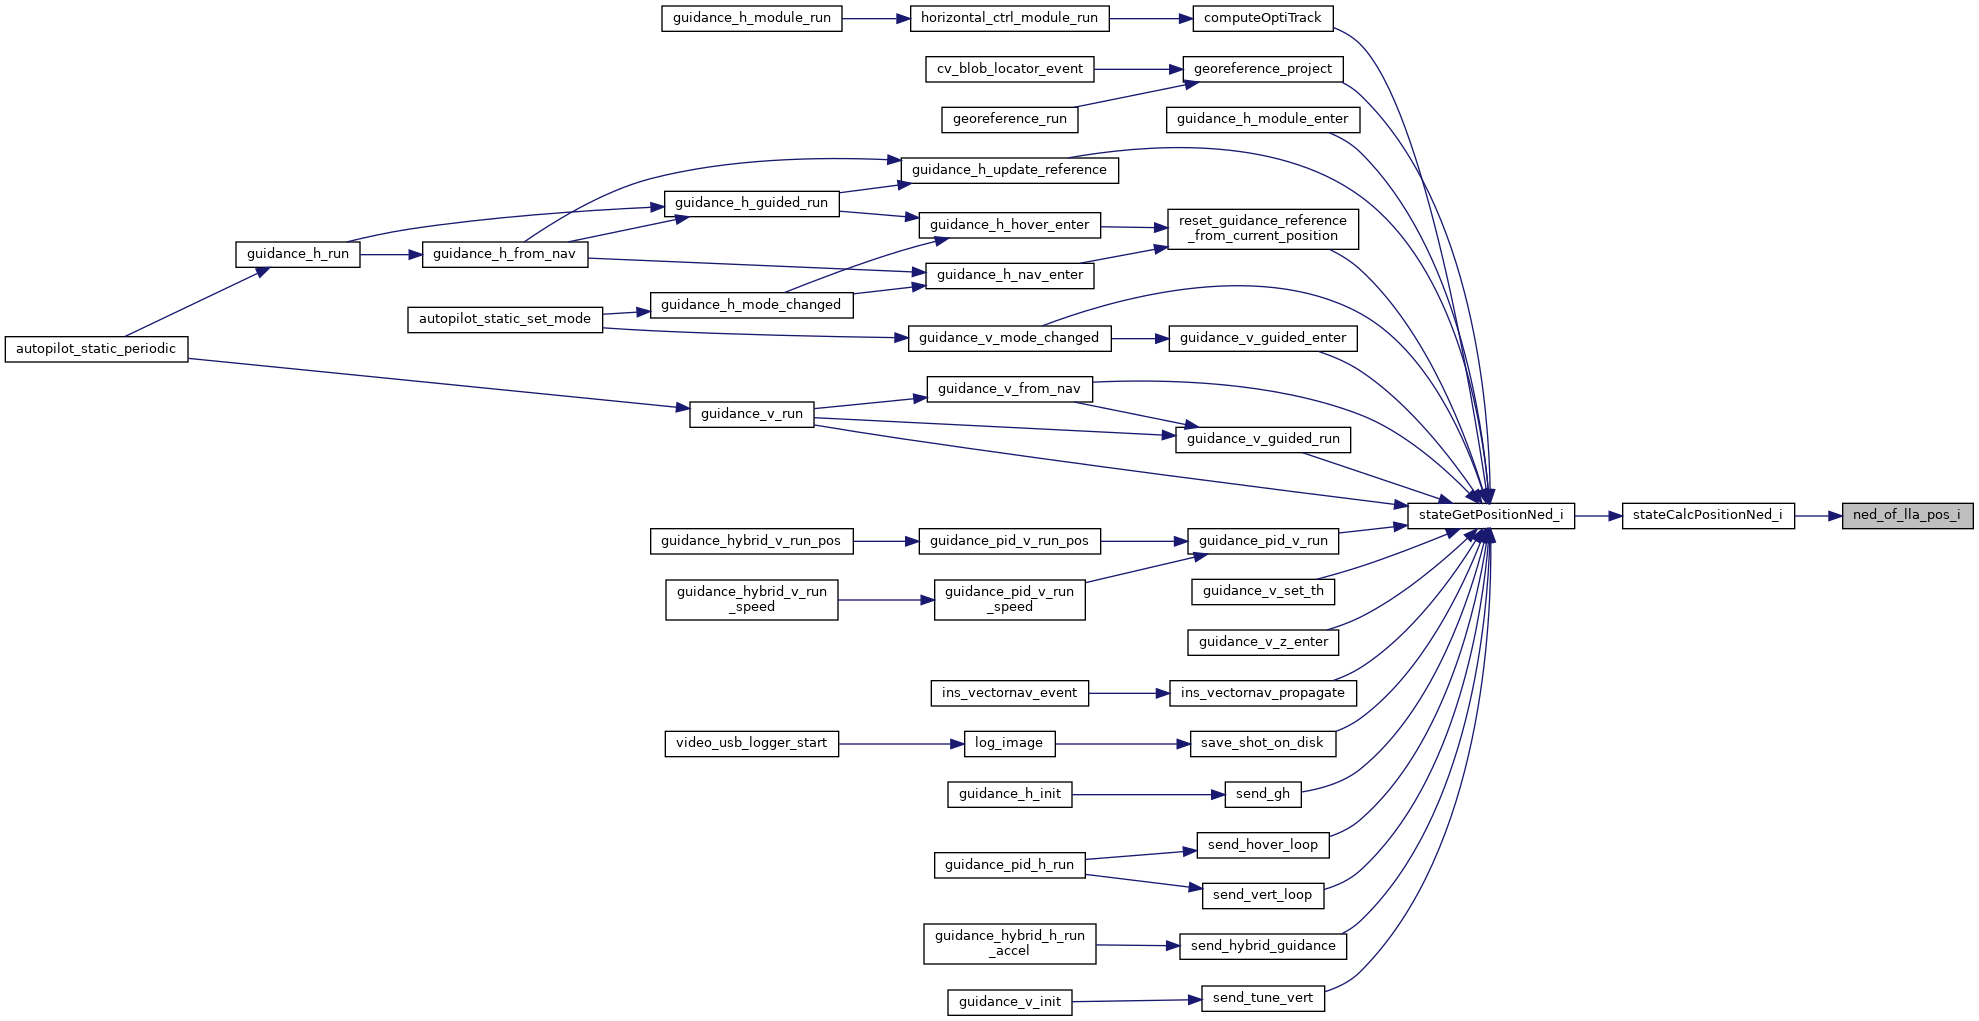 guidance_h_module_run
horizontal_ctrl_module_run
computeOptiTrack
cv_blob_locator_event
georeference_project
georeference_run
guidance_h_module_enter
guidance_h_update_reference
guidance_h_guided_run
guidance_h_hover_enter
reset_guidance_reference
_from_current_position
guidance_h_run
guidance_h_from_nav
guidance_h_nav_enter
guidance_h_mode_changed
autopilot_static_set_mode
guidance_v_mode_changed
guidance_v_guided_enter
autopilot_static_periodic
guidance_v_from_nav
guidance_v_run
guidance_v_guided_run
stateGetPositionNed_i
stateCalcPositionNed_i
ned_of_lla_pos_i
guidance_hybrid_v_run_pos
guidance_pid_v_run_pos
guidance_pid_v_run
guidance_hybrid_v_run
_speed
guidance_pid_v_run
_speed
guidance_v_set_th
guidance_v_z_enter
ins_vectornav_event
ins_vectornav_propagate
video_usb_logger_start
log_image
save_shot_on_disk
guidance_h_init
send_gh
send_hover_loop
guidance_pid_h_run
send_vert_loop
guidance_hybrid_h_run
_accel
send_hybrid_guidance
guidance_v_init
send_tune_vert